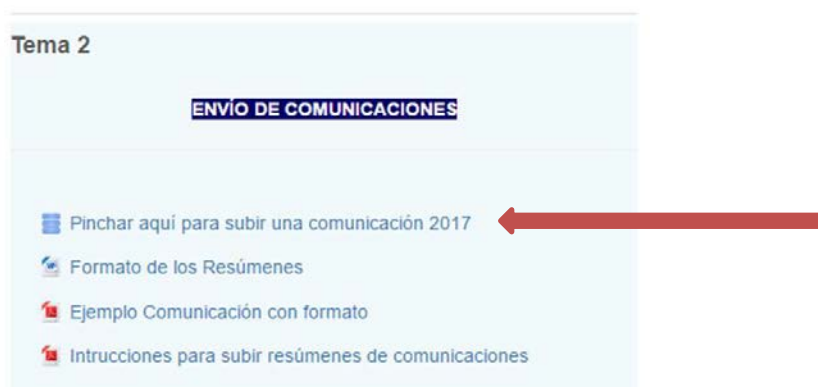 Tema 2
ENVÍO DE COMUNICACIONES
Pinchar aquí para subir una comunicación 2017
Formato de los Resúmenes
Ejemplo Comunicación con formato
Intrucciones para subir resúmenes de comunicaciones